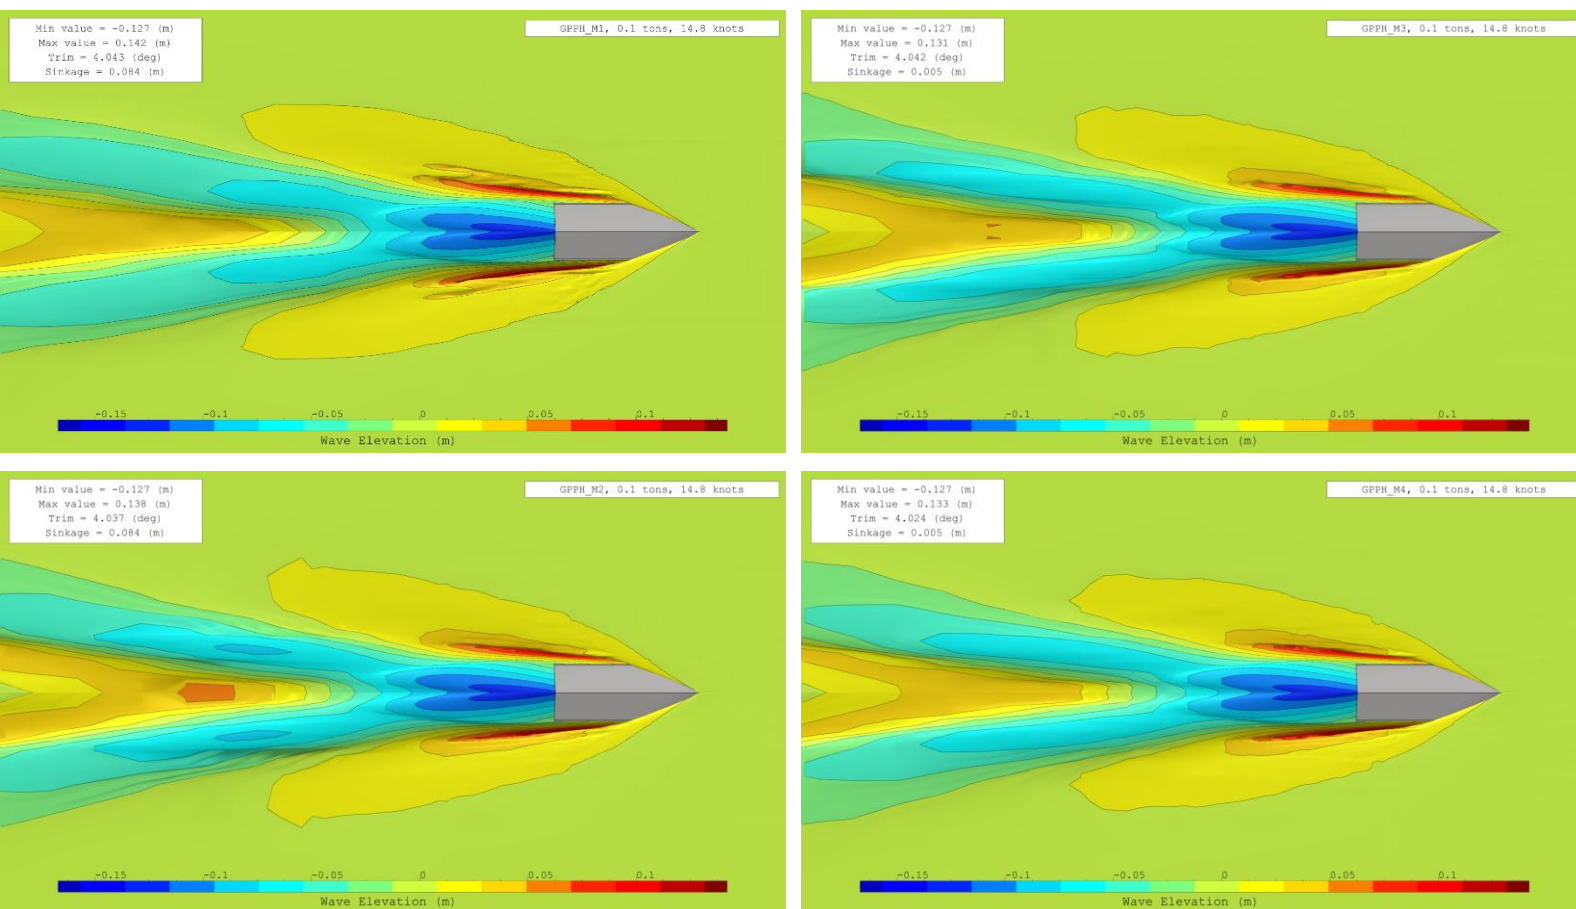 Min value = -0.127 (m)
Max value = 0.142 (m)
Trim = 4.043 (deg)
Sinkage = 0.084 (m)
GPPH_M1, 0.1 tons, 14.8 knots
-0.15 -0.1 -0.05 0 0.05 0.1
Wave Elevation (m)
Min value = -0.127 (m)
Max value = 0.131 (m)
Trim = 4.042 (deg)
Sinkage = 0.005 (m)
GPPH_M3, 0.1 tons, 14.8 knots
-0.15 -0.1 -0.05 0 0.05 0.1
Wave Elevation (m)
Min value = -0.127 (m)
Max value = 0.138 (m)
Trim = 4.037 (deg)
Sinkage = 0.084 (m)
GPPH_M2, 0.1 tons, 14.8 knots
-0.15 -0.1 -0.05 0 0.05 0.1
Wave Elevation (m)
Min value = -0.127 (m)
Max value = 0.133 (m)
Trim = 4.024 (deg)
Sinkage = 0.005 (m)
GPPH_M4, 0.1 tons, 14.8 knots
-0.15 -0.1 -0.05 0 0.05 0.1
Wave Elevation (m)